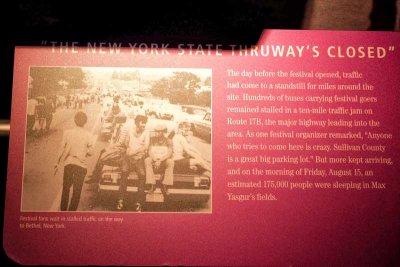 "THE NEW YORK STATE THRUWAY'S CLOSED"
The day before the festival opened, traffic
had come to a standstill for miles around the
site. Hundreds of buses carrying festival goers
remained stalled in a ten-mile traffic jam on
Route 17B, the major highway leading into the
area. As one festival organizer remarked, "Anyone
who tries to come here is crazy. Sullivan County
is a great big parking lot." But more kept arriving,
and on the morning of Friday, August 15, an
estimated 175,000 people were sleeping in Max
Yasgur's fields.
Festival fans wait in stalled traffic on the way
to Bethel, New York.